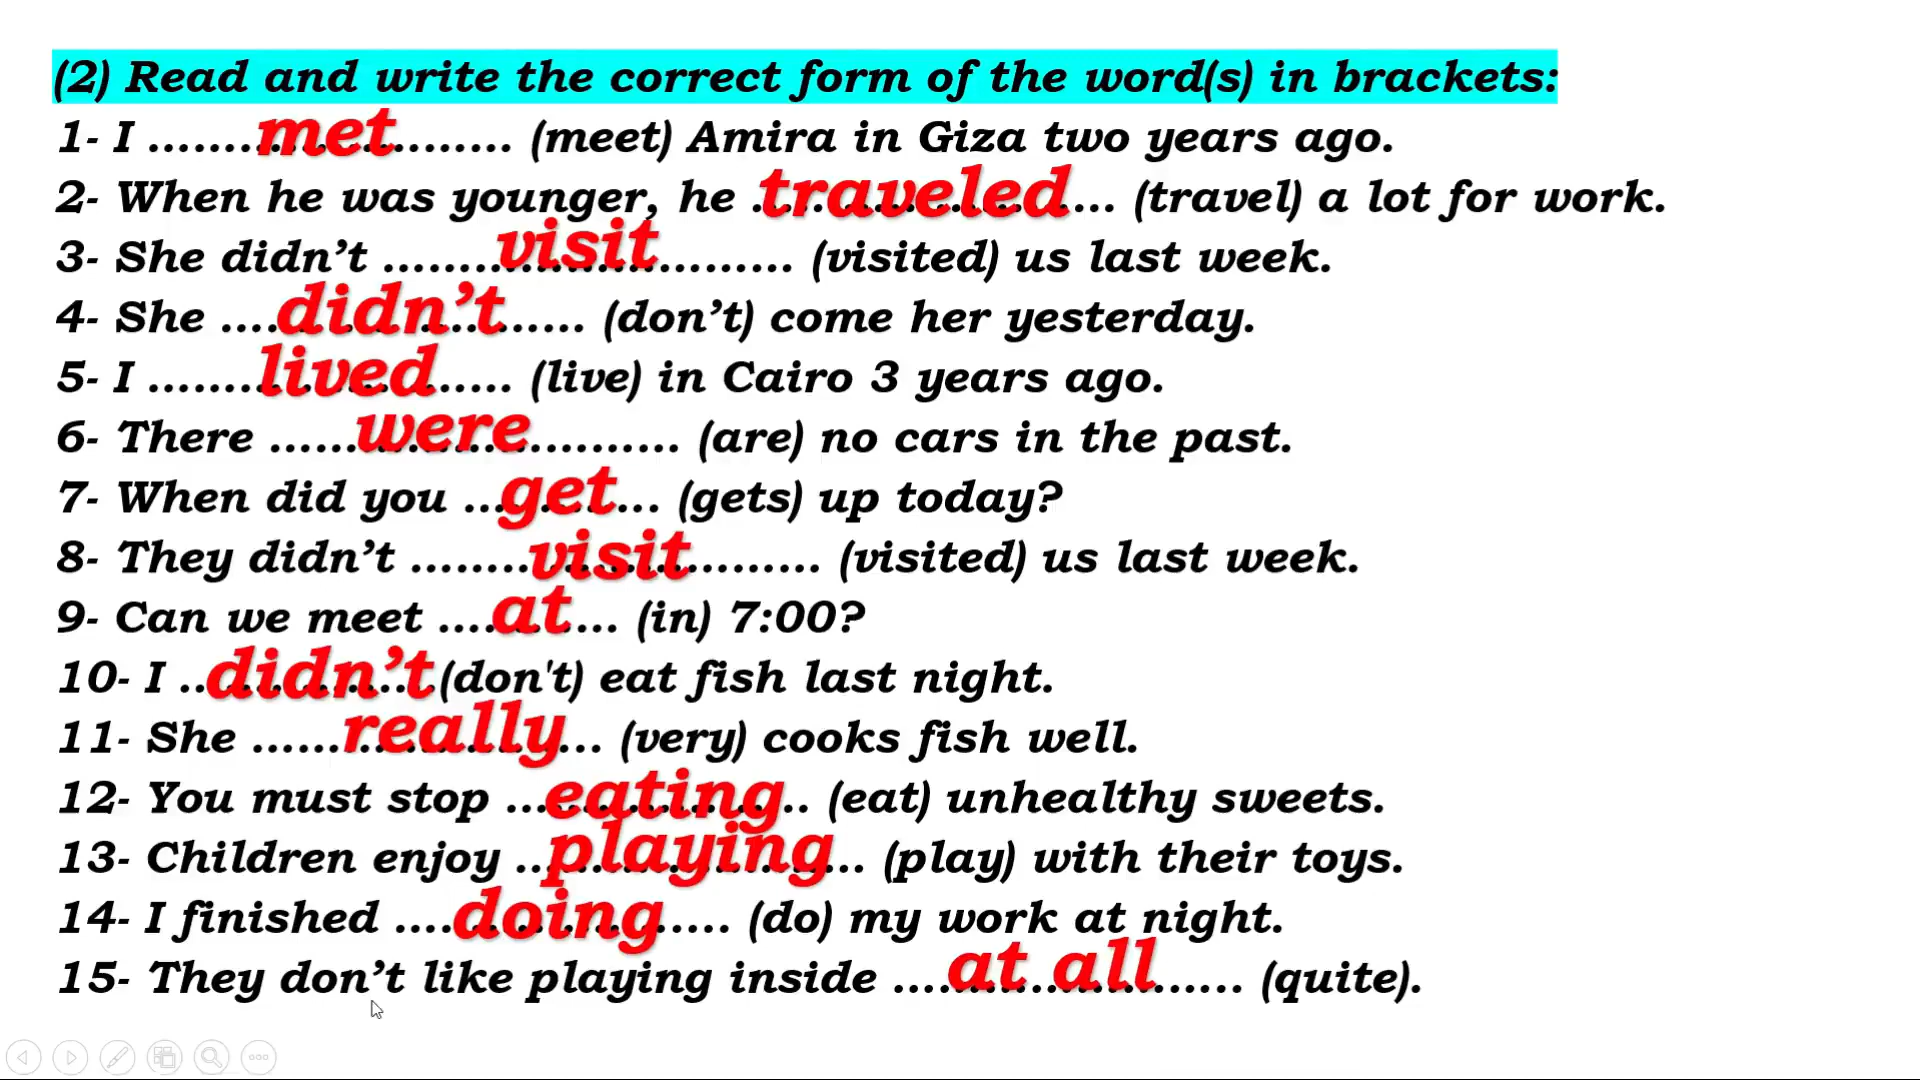 (2) Read and write the correct form of the word(s) in brackets:
1- I ........met........ (meet) Amira in Giza two years ago.
2- When he was younger, he .traveled... (travel) a lot for work.
3- She didn’t ........visit........ (visited) us last week.
4- She ....didn’t...... (don’t) come her yesterday.
5- I ........lived..... (live) in Cairo 3 years ago.
6- There ......were.......... (are) no cars in the past.
7- When did you ...get... (gets) up today?
8- They didn’t ........visit........ (visited) us last week.
9- Can we meet ....at... (in) 7:00?
10- I ..didn’t(don't) eat fish last night.
11- She ......really... (very) cooks fish well.
12- You must stop ...eating.. (eat) unhealthy sweets.
13- Children enjoy ..playing... (play) with their toys.
14- I finished ....doing..... (do) my work at night.
15- They don’t like playing inside ....at all...... (quite).